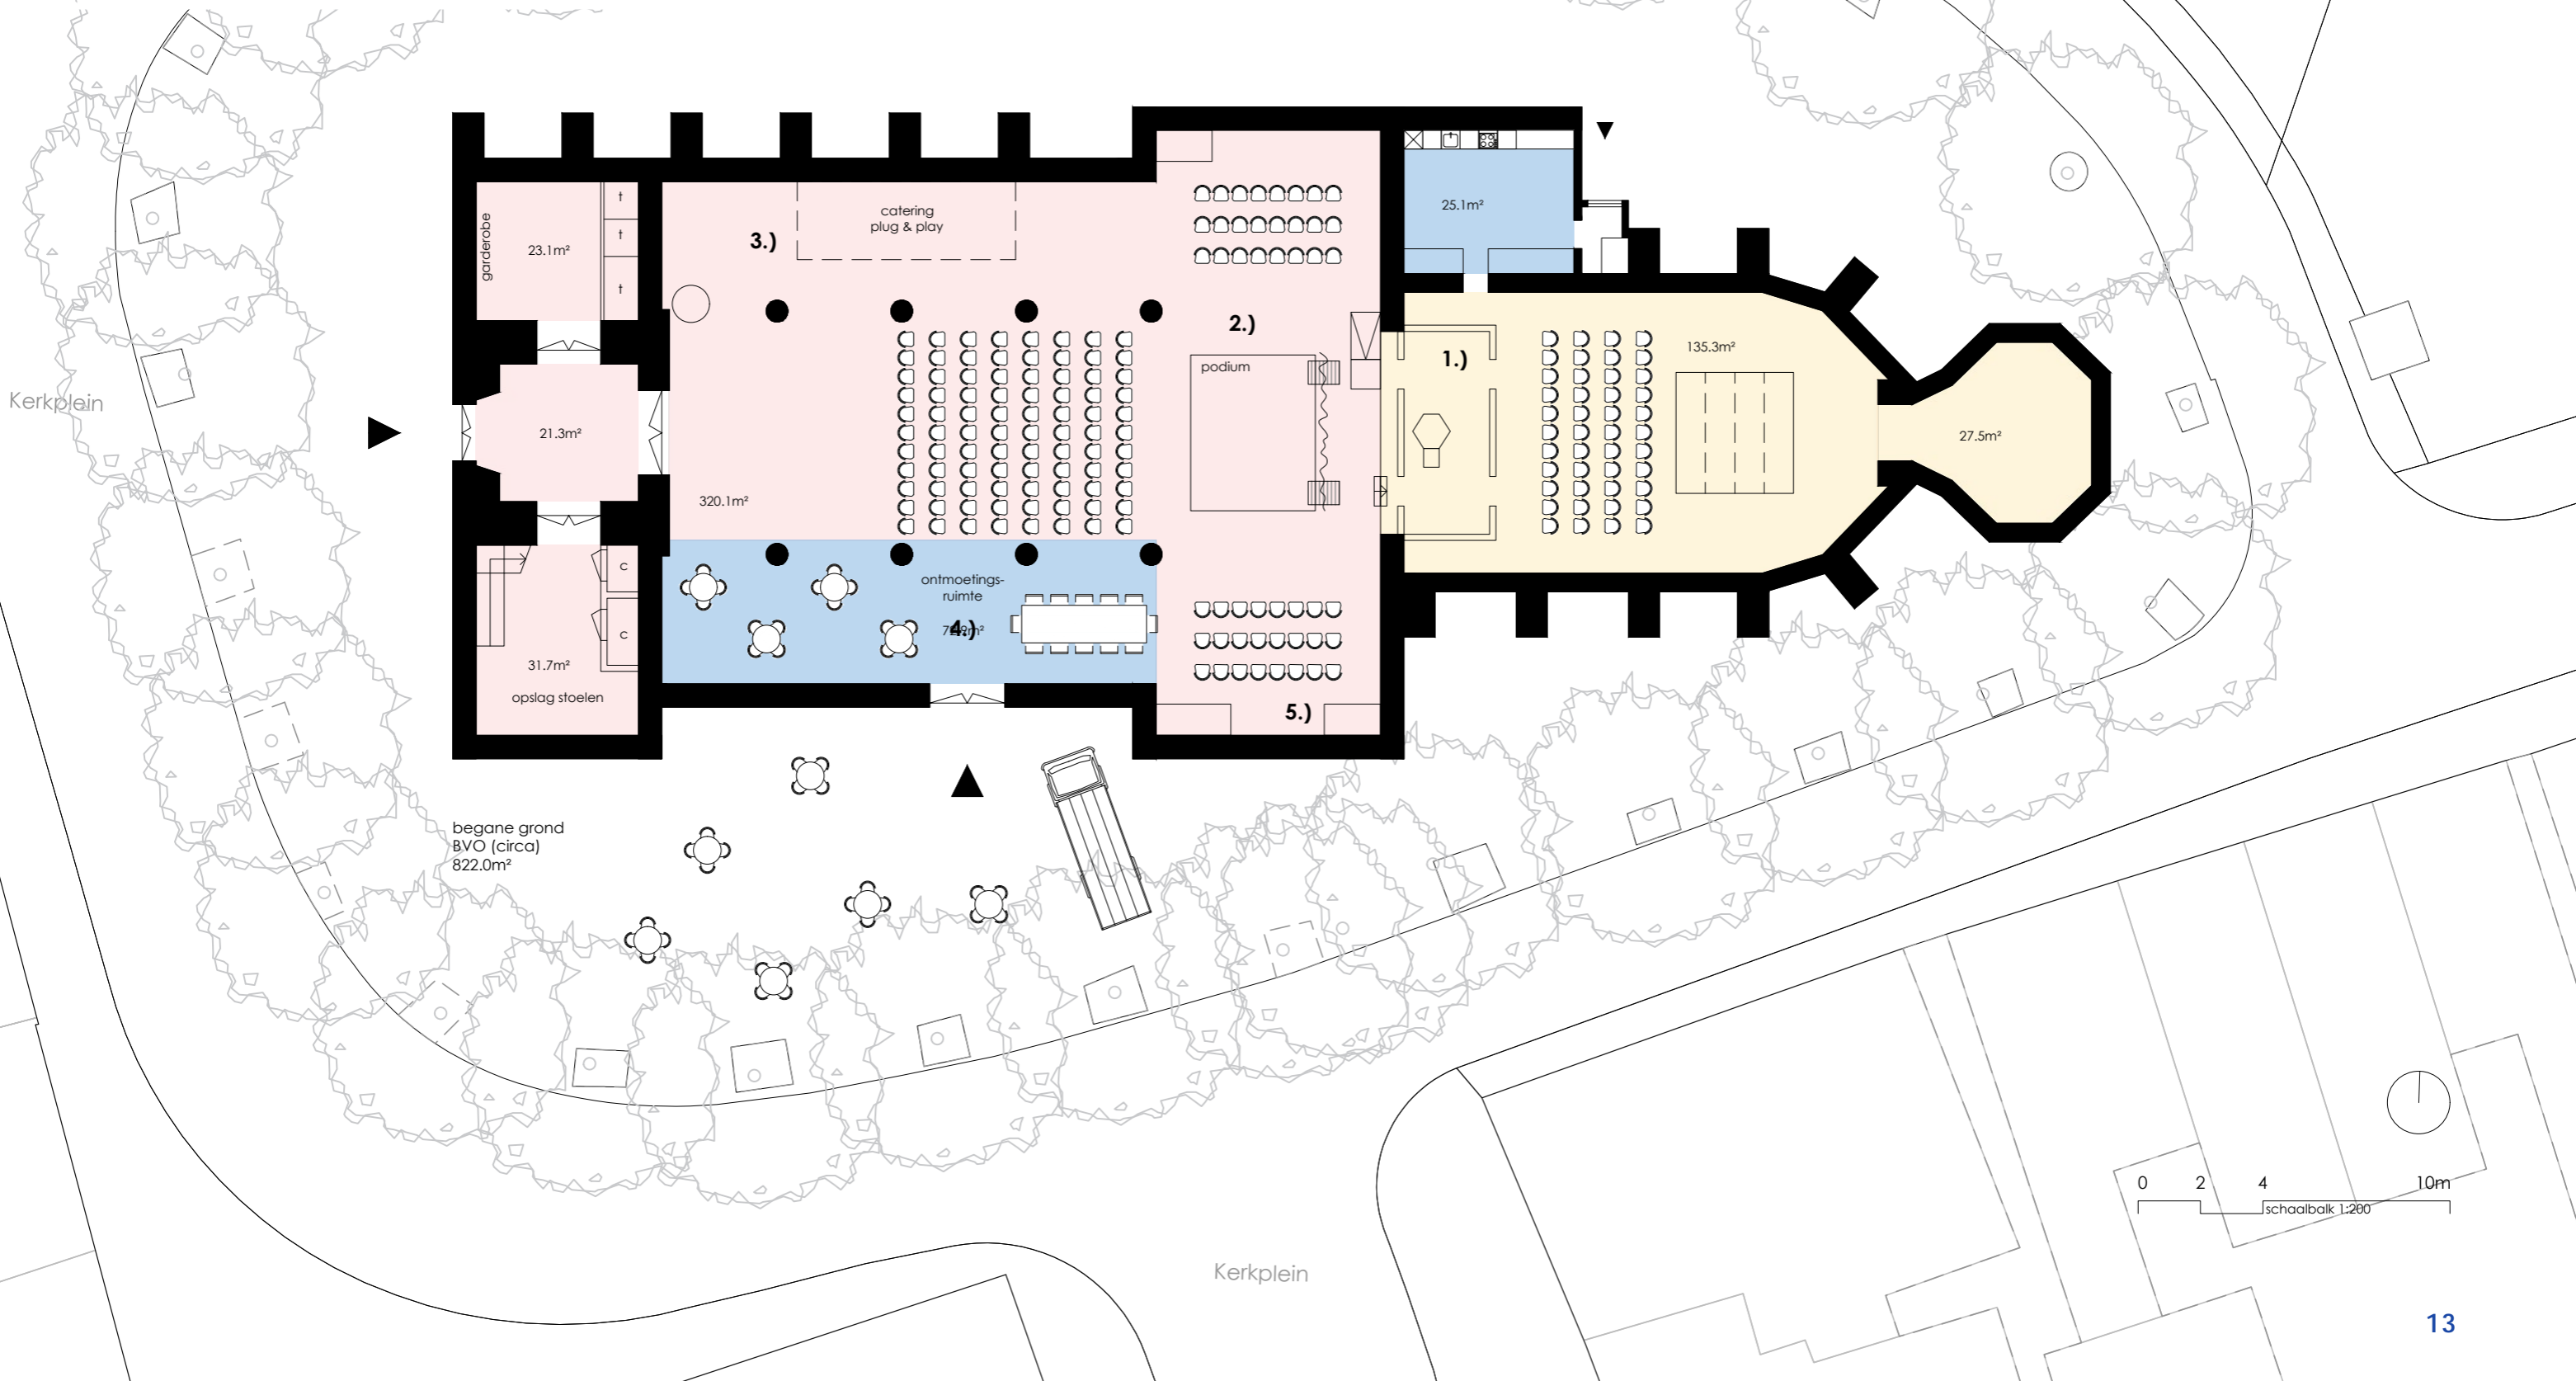 garderobe
23.1m²
t
t
t
catering
plug & play
3.)
25.1m²
2.)
podium
1.)
135.3m²
Kerkplein
21.3m²
27.5m²
320.1m²
ontmoetings-
ruimte
4.)
c
c
31.7m²
opslag stoelen
5.)
begane grond
BVO (circa)
822.0m²
0 2 4 10m
schaalbalk 1:200
Kerkplein
13